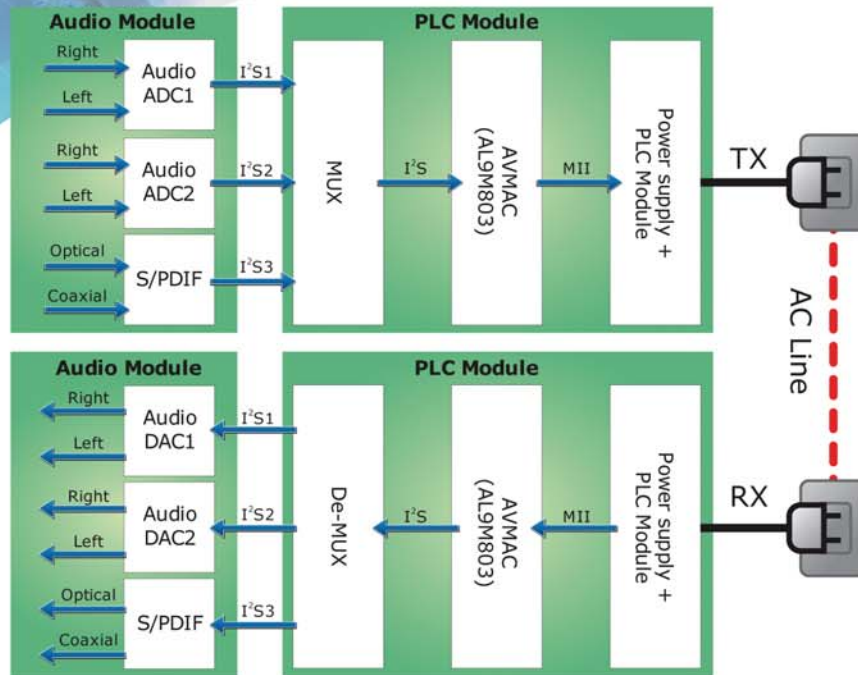 Audio Module
PLC Module
Right
Left
Audio
ADC1
I²S1
Right
Left
Audio
ADC2
I²S2
Optical
Coaxial
S/PDIF
I²S3
MUX
I²S
AVMAC
(AL9M803)
MII
Power supply +
PLC Module
TX
AC Line
Audio Module
PLC Module
Right
Left
Audio
DAC1
I²S1
Right
Left
Audio
DAC2
I²S2
Optical
Coaxial
S/PDIF
I²S3
De-MUX
I²S
AVMAC
(AL9M803)
MII
Power supply +
PLC Module
RX